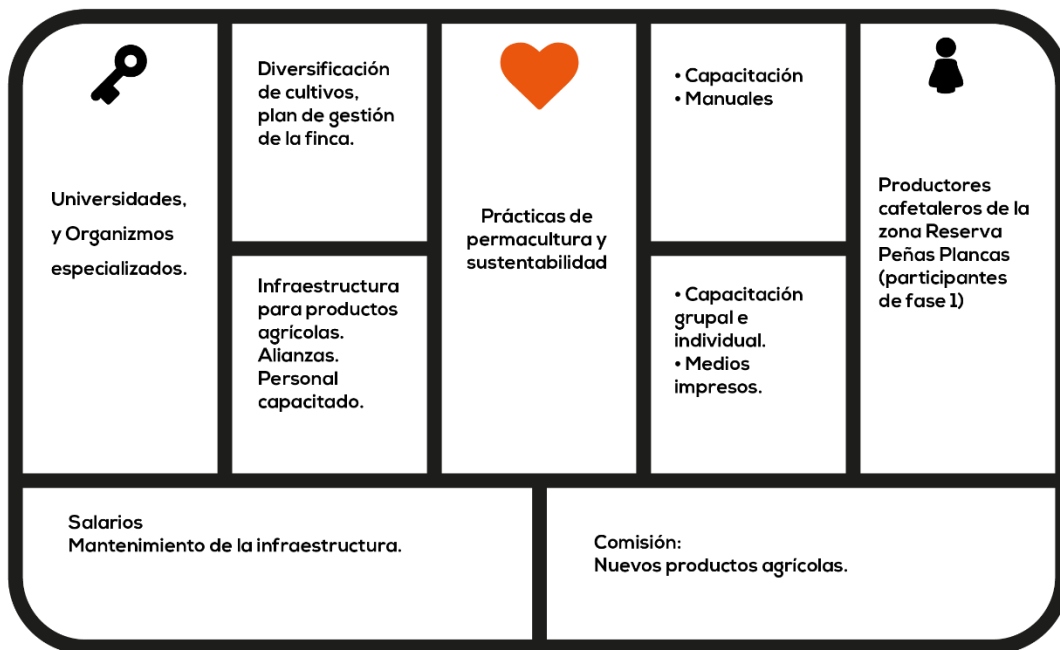 Universidades,
y Organizmos
especializados.
Diversificación
de cultivos,
plan de gestión
de la finca.
Infraestructura
para productos
agrícolas.
Alianzas.
Personal
capacitado.
Prácticas de
permacultura y
sustentabilidad
• Capacitación
• Manuales
• Capacitación
grupal e
individual.
• Medios
impresos.
Productores
cafetaleros de la
zona Reserva
Peñas Plancas
(participantes
de fase 1)
Salarios
Mantenimiento de la infraestructura.
Comisión:
Nuevos productos agrícolas.